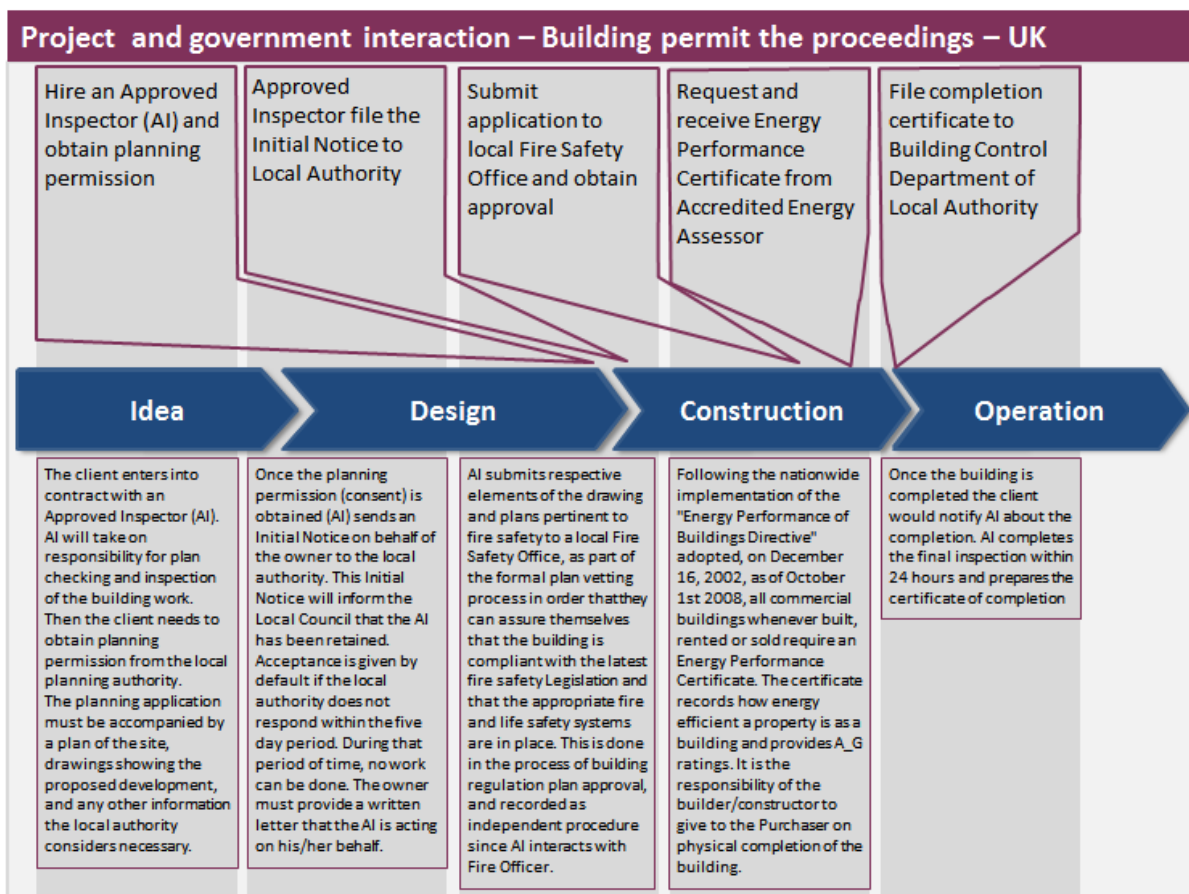 Project and government interaction – Building permit the proceedings – UK
Hire an Approved
Inspector (AI) and
obtain planning
permission
Approved
Inspector file the
Initial Notice to
Local Authority
Submit
application to
local Fire Safety
Office and obtain
approval
Request and
receive Energy
Performance
Certificate from
Accredited Energy
Assessor
File completion
certificate to
Building Control
Department of
Local Authority
Idea
Design
Construction
Operation
The client enters into
contract with an
Approved Inspector (AI).
AI will take on
responsibility for plan
checking and inspection
of the building work.
Then the client needs to
obtain planning
permission from the local
planning authority.
The planning application
must be accompanied by
a plan of the site,
drawings showing the
proposed development,
and any other information
the local authority
considers necessary.
Once the planning
permission (consent) is
obtained (AI) sends an
Initial Notice on behalf of
the owner to the local
authority. This Initial
Notice will inform the
Local Council that the AI
has been retained.
Acceptance is given by
default if the local
authority does not
respond within the five
day period. During that
period of time, no work
can be done. The owner
must provide a written
letter that the AI is acting
on his/her behalf.
AI submits respective
elements of the drawing
and plans pertinent to
fire safety to a local Fire
Safety Office, as part of
the formal plan vetting
process in order that they
can assure themselves
that the building is
compliant with the latest
fire safety Legislation and
that the appropriate fire
and life safety systems
are in place. This is done
in the process of building
regulation plan approval,
and recorded as
independent procedure
since AI interacts with
Fire Officer.
Following the nationwide
implementation of the
"Energy Performance of
Buildings Directive"
adopted, on December
16, 2002, as of October
1st 2008, all commercial
buildings whenever built,
rented or sold require an
Energy Performance
Certificate. The certificate
records how energy
efficient a property is as a
building and provides A_G
ratings. It is the
responsibility of the
builder/constructor to
give to the Purchaser on
physical completion of the
building.
Once the building is
completed the client
would notify AI about the
completion. AI completes
the final inspection within
24 hours and prepares the
certificate of completion